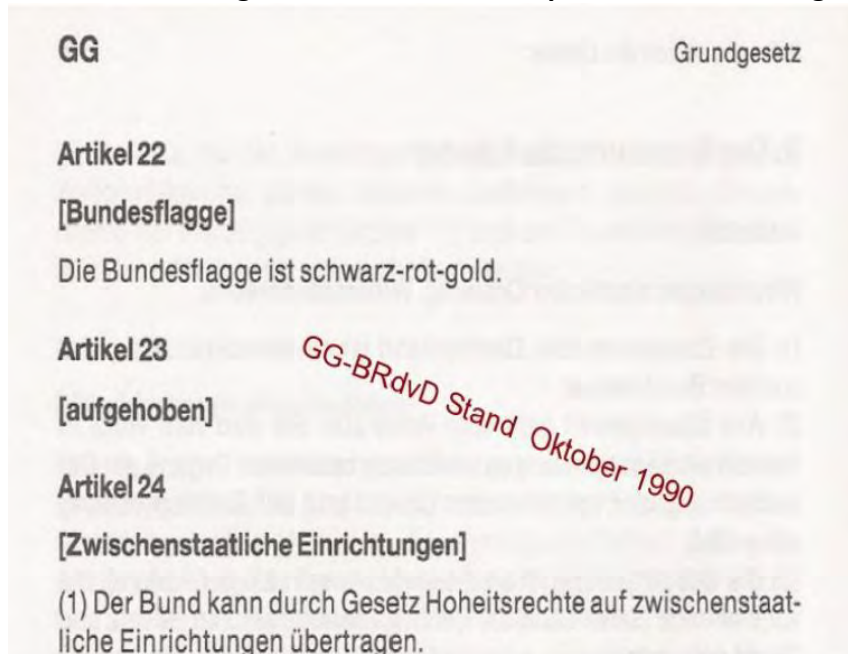 GG
Grundgesetz
Artikel 22
[Bundesflagge]
Die Bundesflagge ist schwarz-rot-gold.
Artikel 23
[aufgehoben]
GG-BRdvD Stand Oktober 1990
Artikel 24
[Zwischenstaatliche Einrichtungen]
(1) Der Bund kann durch Gesetz Hoheitsrechte auf zwischenstaat-
liche Einrichtungen übertragen.